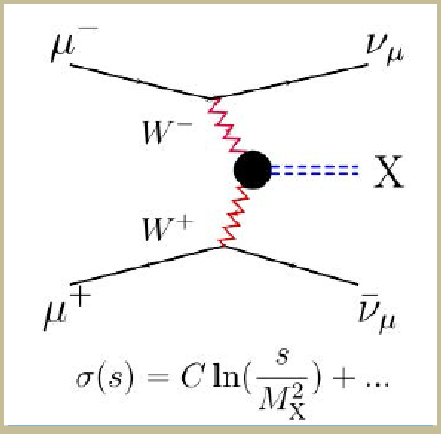 μ⁻ ν_μ
W⁻
X
W⁺
μ⁺ ν̄_μ
σ(s) = C ln(s/M_X²) + ...